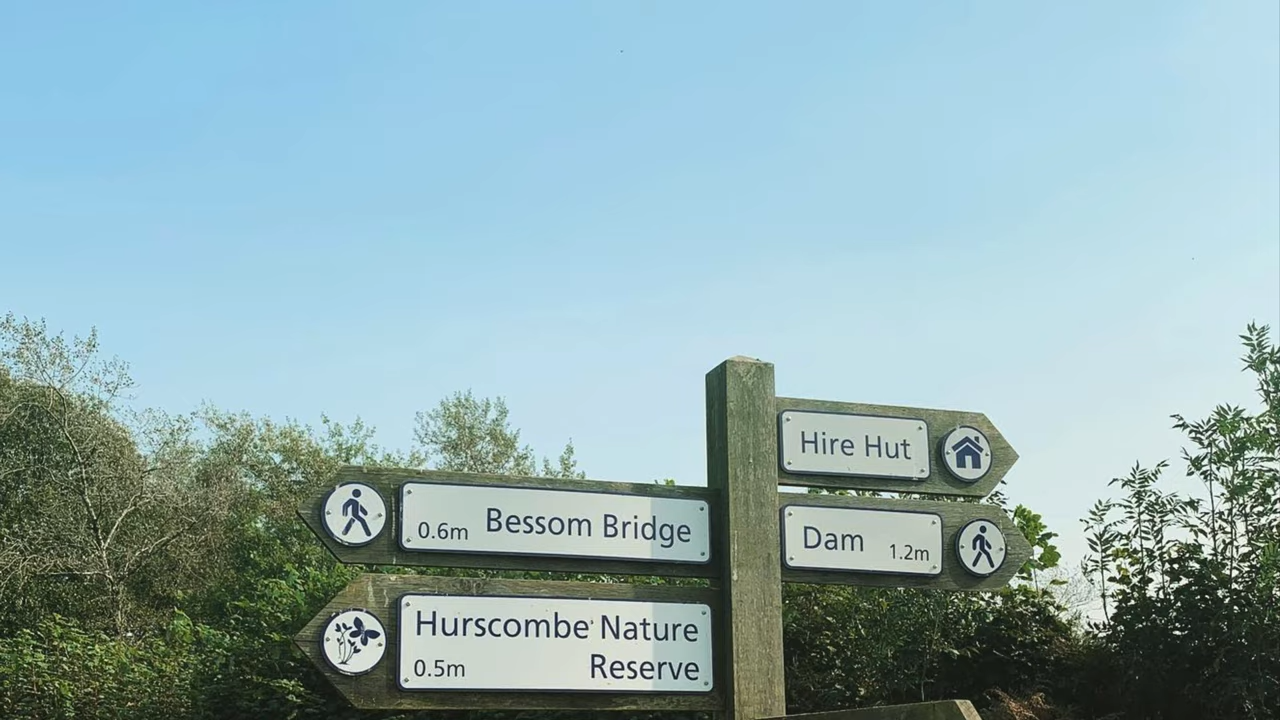 Hire Hut
0.6m Bessom Bridge
Dam 1.2m
Hurscombe Nature
0.5m Reserve